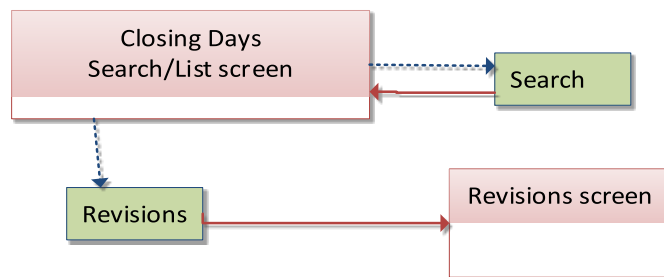 Closing Days
Search/List screen
Search
Revisions
Revisions screen